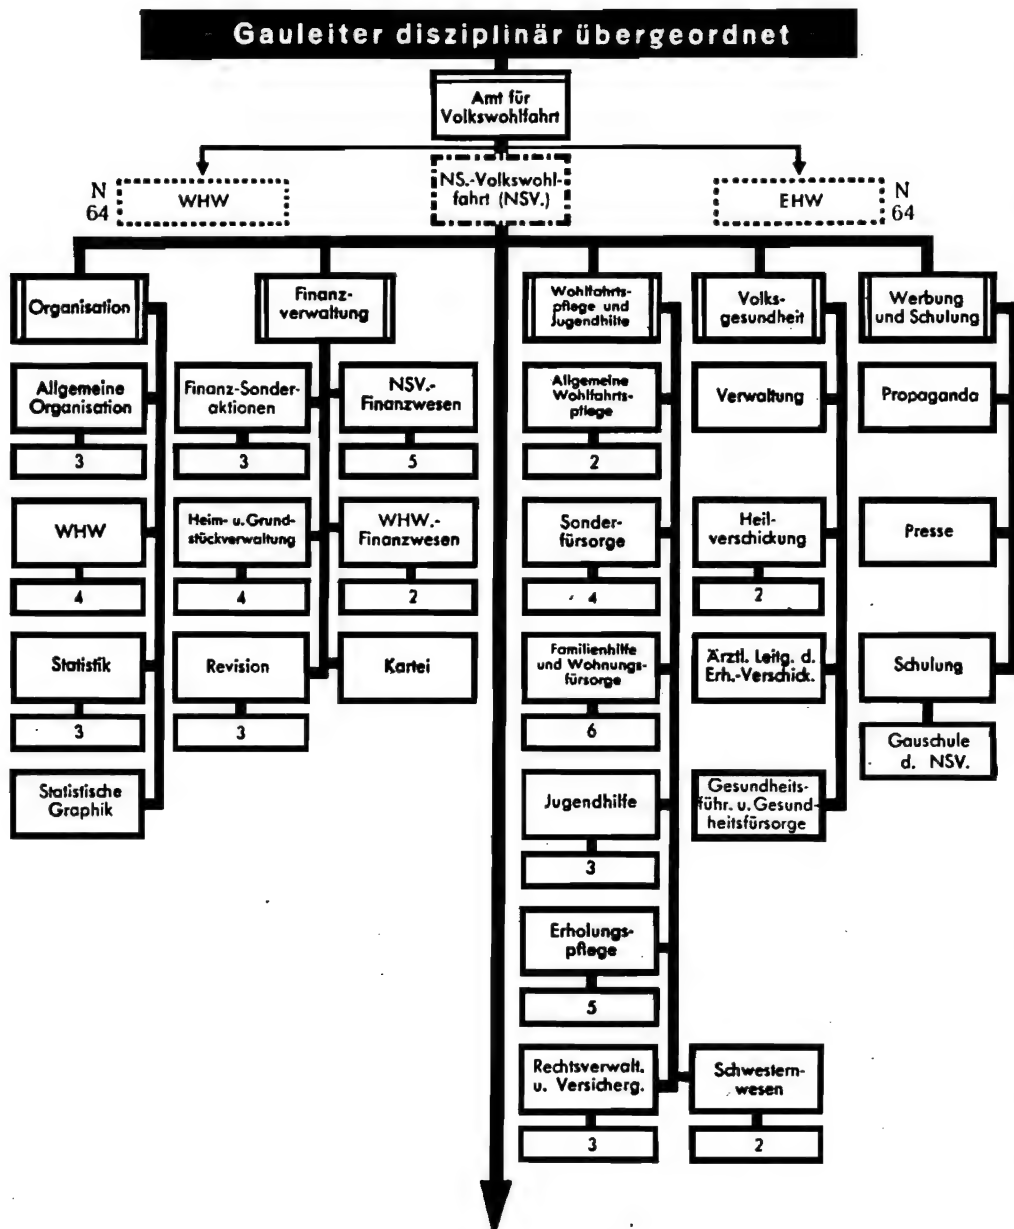 Gauleiter disziplinär übergeordnet
Amt für
Volkswohlfahrt
N
64
WHW
NS.-Volkswohl-
fahrt (NSV.)
EHW
N
64
Organisation
Finanz-
verwaltung
Wohlfahrts-
pflege und
Jugendhilfe
Volks-
gesundheit
Werbung
und Schulung
Allgemeine
Organisation
3
Finanz-Sonder-
aktionen
3
NSV.-
Finanzwesen
5
Allgemeine
Wohlfahrts-
pflege
2
Verwaltung
Propaganda
WHW
4
Heim- u. Grund-
stückverwaltung
4
WHW.-
Finanzwesen
2
Sonder-
fürsorge
4
Heil-
verschickung
2
Presse
Statistik
3
Revision
3
Kartei
Familienhilfe
und Wohnungs-
fürsorge
6
Ärztl. Leitg. d.
Erh.-Verschick.
Schulung
Gauschule
d. NSV.
Statistische
Graphik
Jugendhilfe
3
Gesundheits-
führ. u. Gesund-
heitsfürsorge
Erholungs-
pflege
5
Rechtsverwalt.
u. Versicherg.
3
Schwestern-
wesen
2